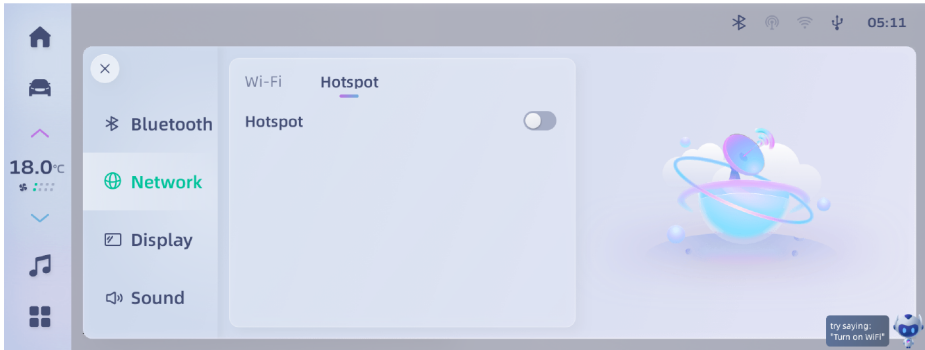 05:11
Wi-Fi
Hotspot
Bluetooth
Hotspot
18.0°C
Network
Display
Sound
try saying:
"Turn on WiFi"